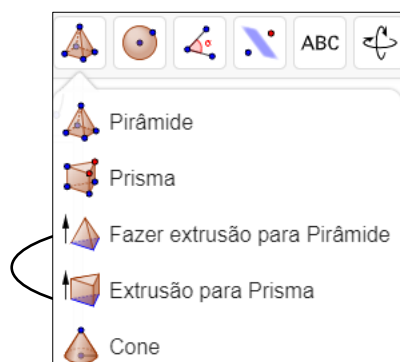 α ABC
Pirâmide
Prisma
Fazer extrusão para Pirâmide
Extrusão para Prisma
Cone